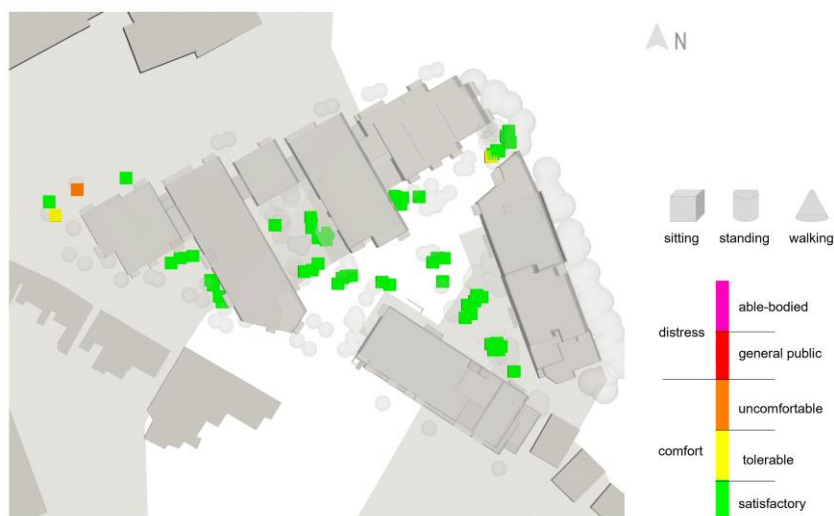 N
sitting standing walking
able-bodied
distress
general public
uncomfortable
comfort
tolerable
satisfactory